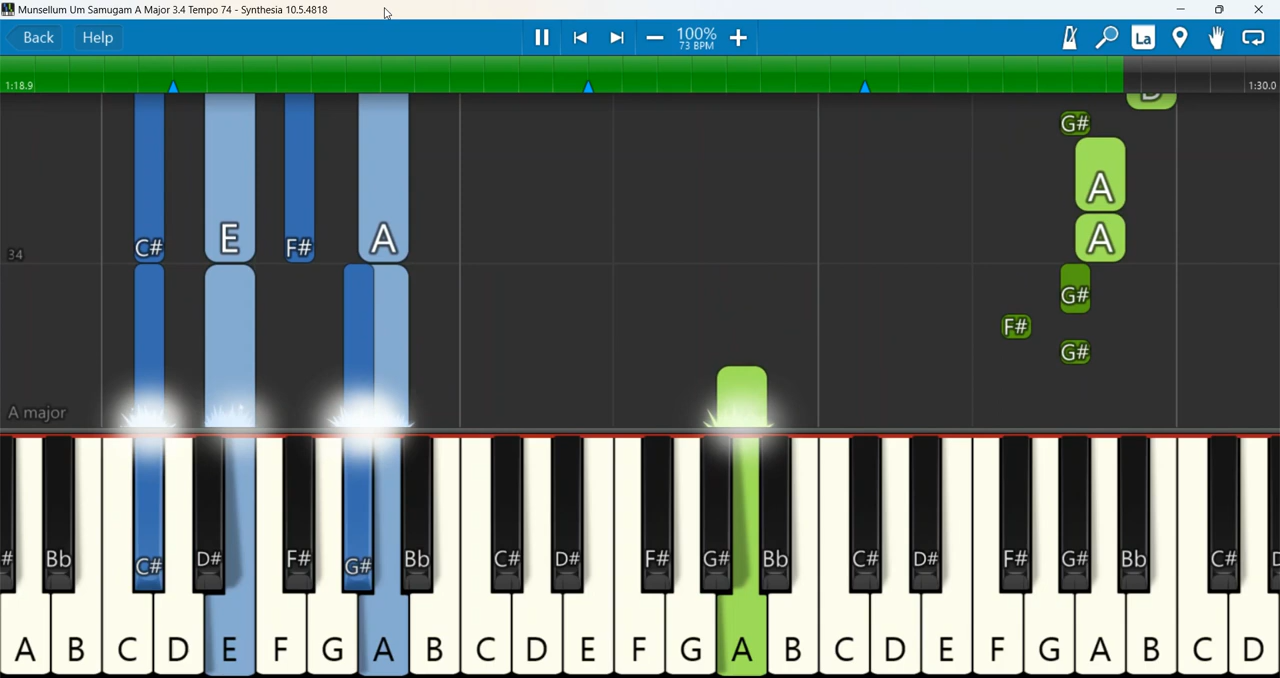 Munsellum Um Samugam A Major 3.4 Tempo 74 - Synthesia 10.5.4818
Back Help 100% La
73 BPM
1:18.9 1:30.0
G#
A
C# E F# A A
34
G#
F#
G#
A major
# Bb D# F# Bb C# D# F# G# Bb C# D# F# G# Bb C#
C# G#
A B C D E F G A B C D E F G A B C D E F G A B C D